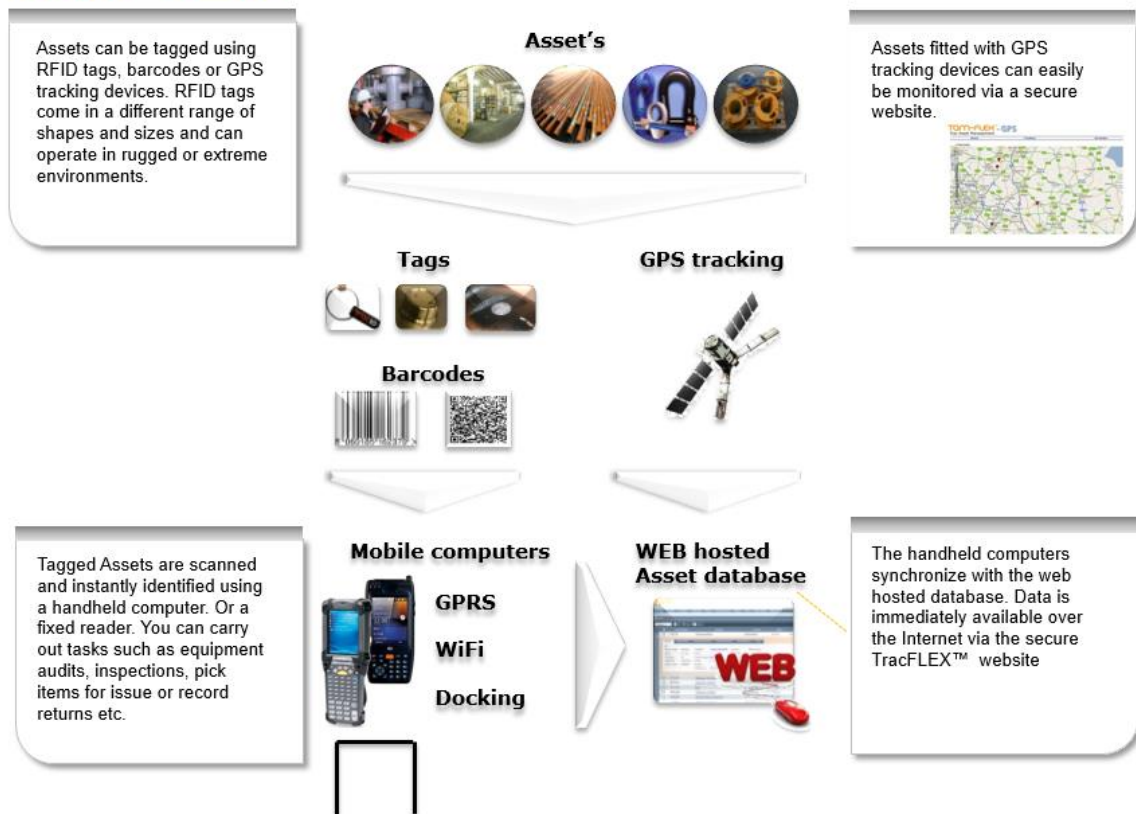 Assets can be tagged using
RFID tags, barcodes or GPS
tracking devices. RFID tags
come in a different range of
shapes and sizes and can
operate in rugged or extreme
environments.
Asset's
Assets fitted with GPS
tracking devices can easily
be monitored via a secure
website.
GPS
Tags
GPS tracking
Barcodes
Tagged Assets are scanned
and instantly identified using
a handheld computer. Or a
fixed reader. You can carry
out tasks such as equipment
audits, inspections, pick
items for issue or record
returns etc.
Mobile computers
GPRS
WiFi
Docking
WEB hosted
Asset database
WEB
The handheld computers
synchronize with the web
hosted database. Data is
immediately available over
the Internet via the secure
TracFLEX™ website